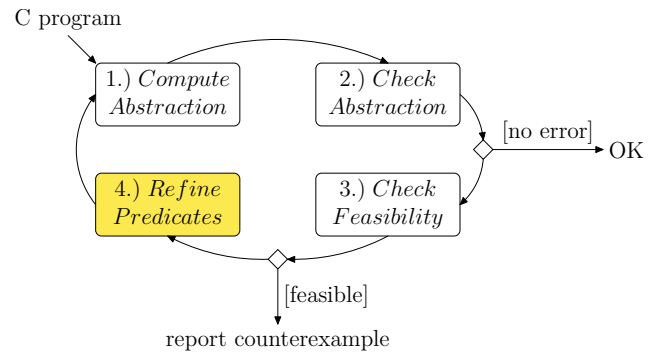 C program
1.) Compute
Abstraction
2.) Check
Abstraction
[no error]
OK
4.) Refine
Predicates
3.) Check
Feasibility
[feasible]
report counterexample